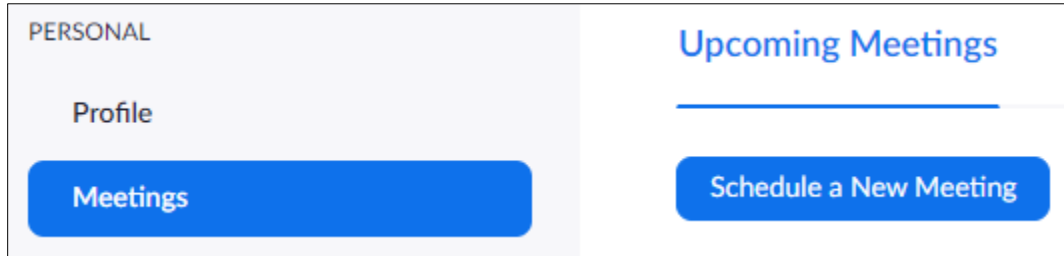 PERSONAL
Profile
Meetings
Upcoming Meetings
Schedule a New Meeting